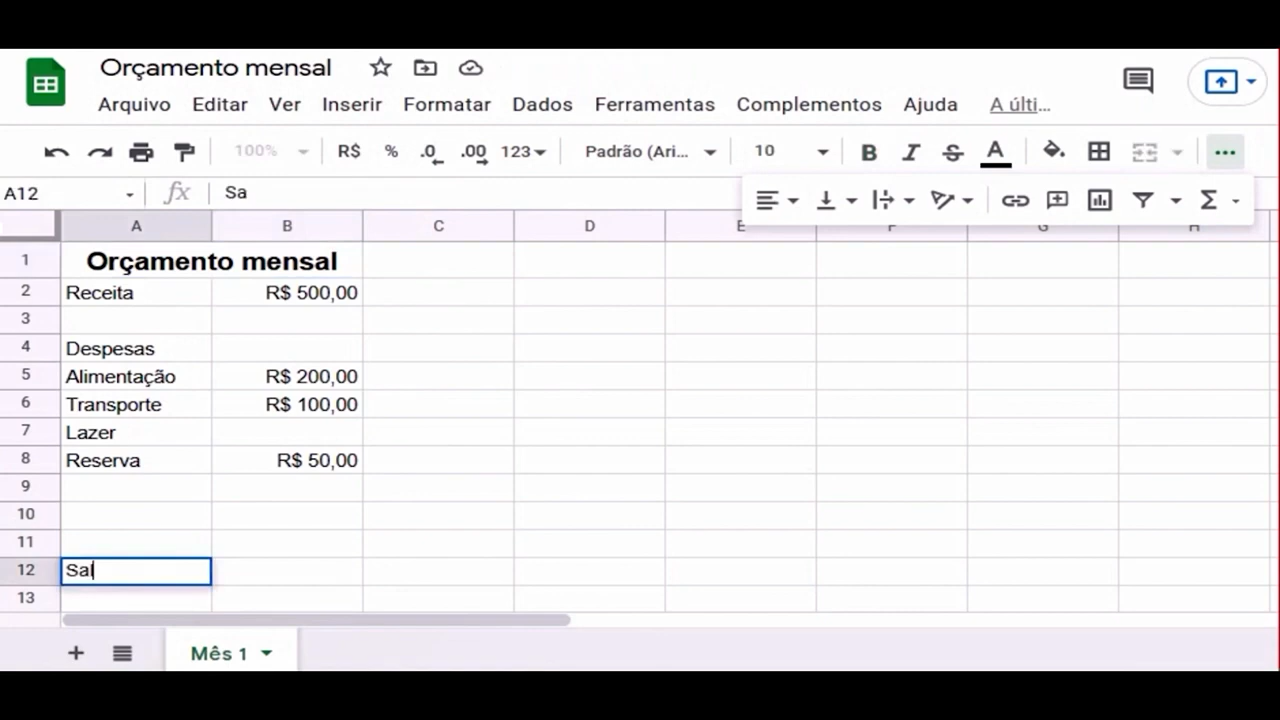 Orçamento mensal
Arquivo Editar Ver Inserir Formatar Dados Ferramentas Complementos Ajuda A últi...
100% R$ % .0 .00 123 Padrão (Ari... 10 B I S A
A12 fx Sa
A B C D E F G H
1 Orçamento mensal
2 Receita R$ 500,00
3
4 Despesas
5 Alimentação R$ 200,00
6 Transporte R$ 100,00
7 Lazer
8 Reserva R$ 50,00
9
10
11
12 Sal
13
Mês 1